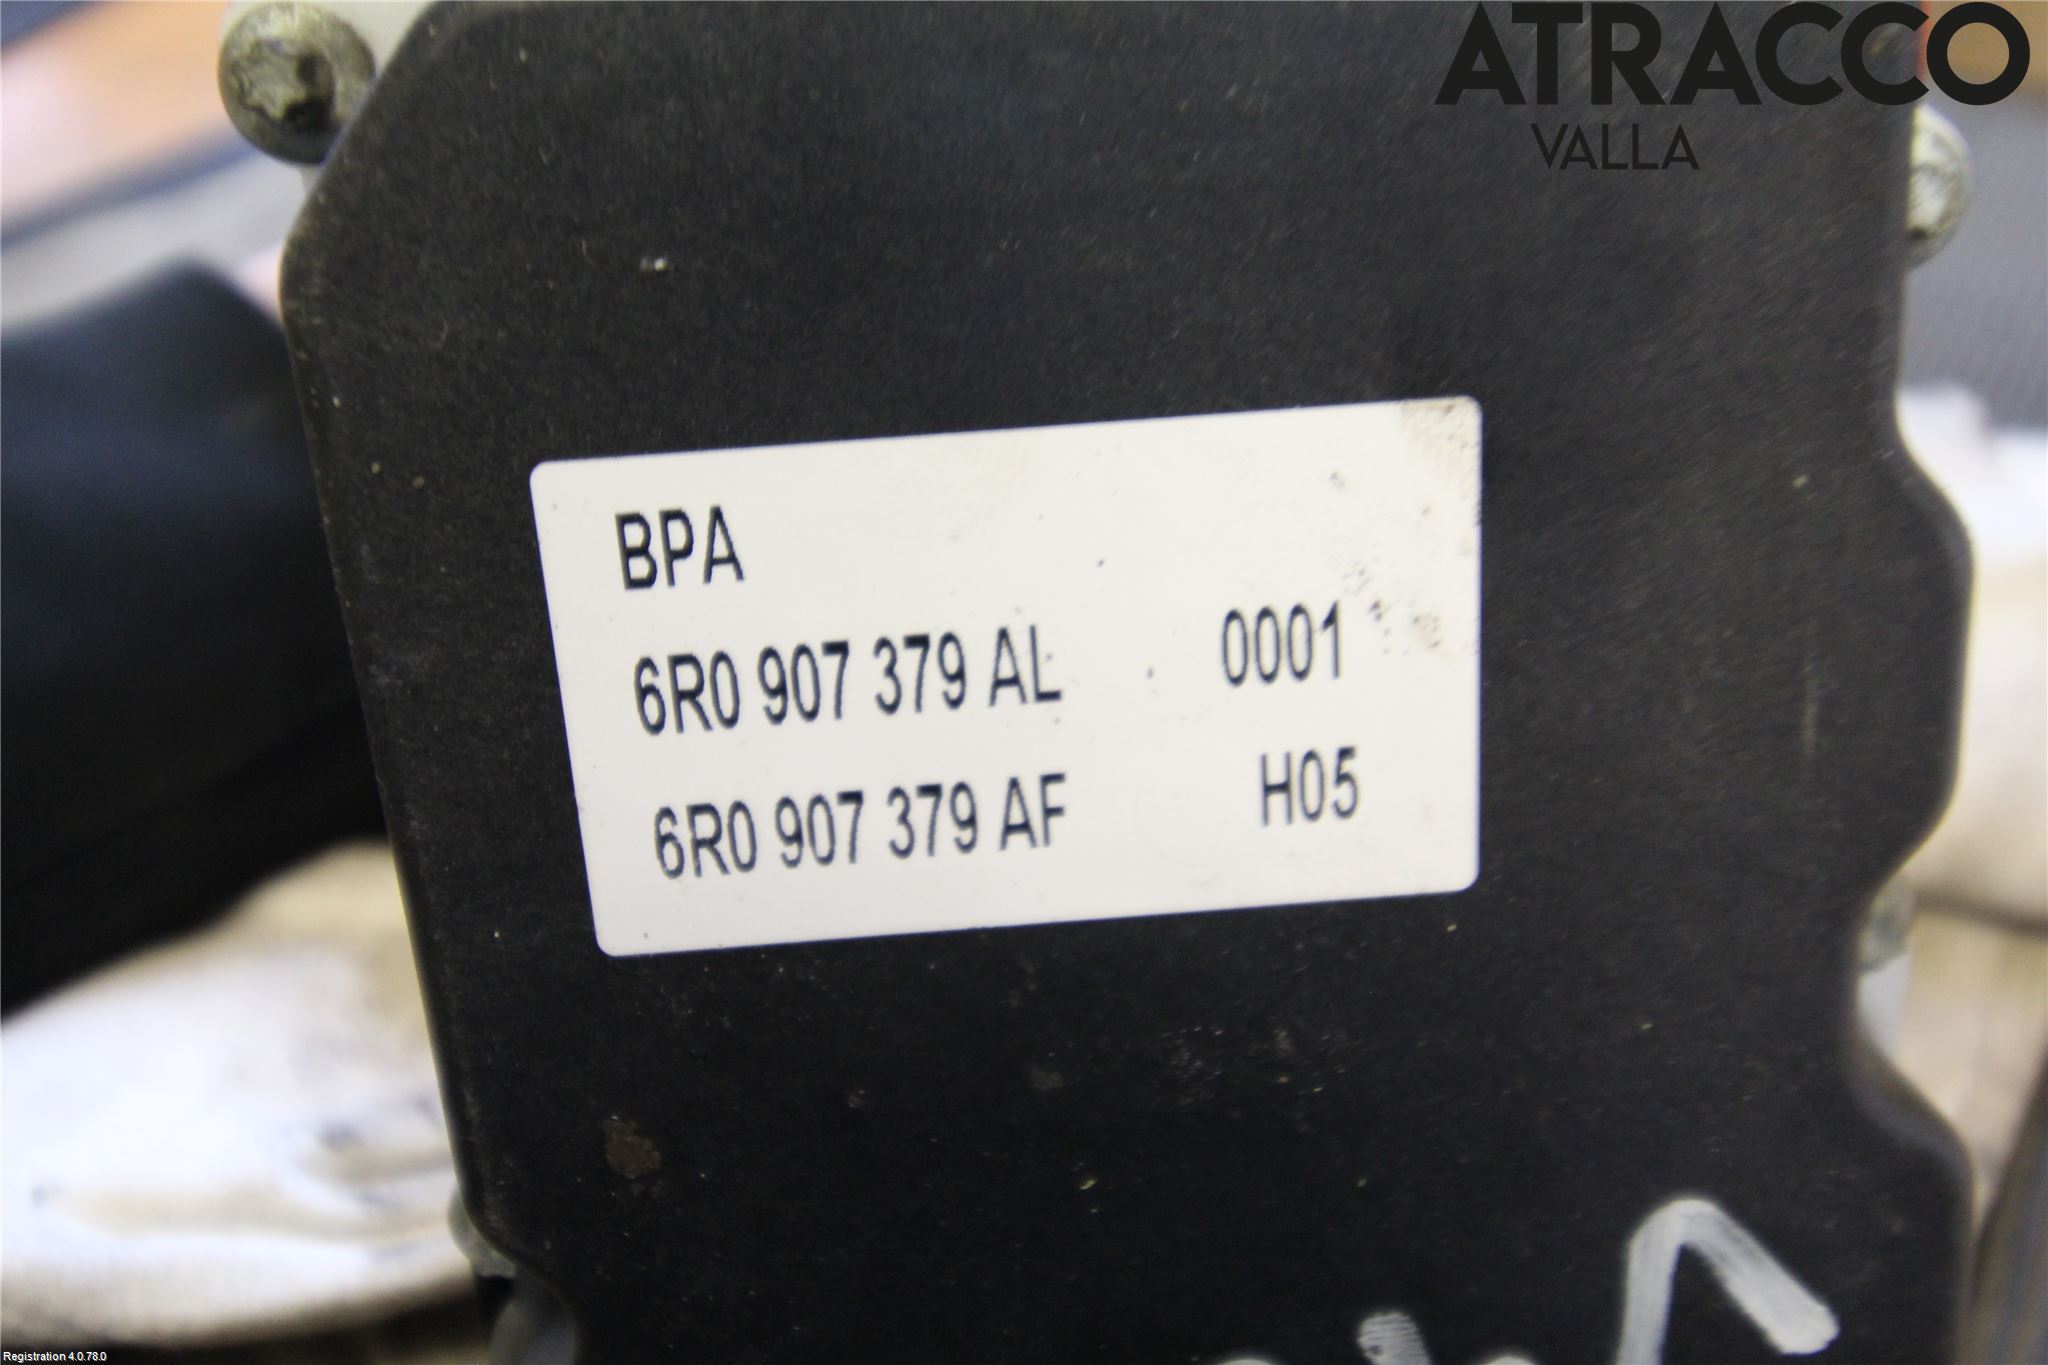 ATRACCO
VALLA
BPA
6R0 907 379 AL 0001
6R0 907 379 AF H05
Registration 4.0.78.0